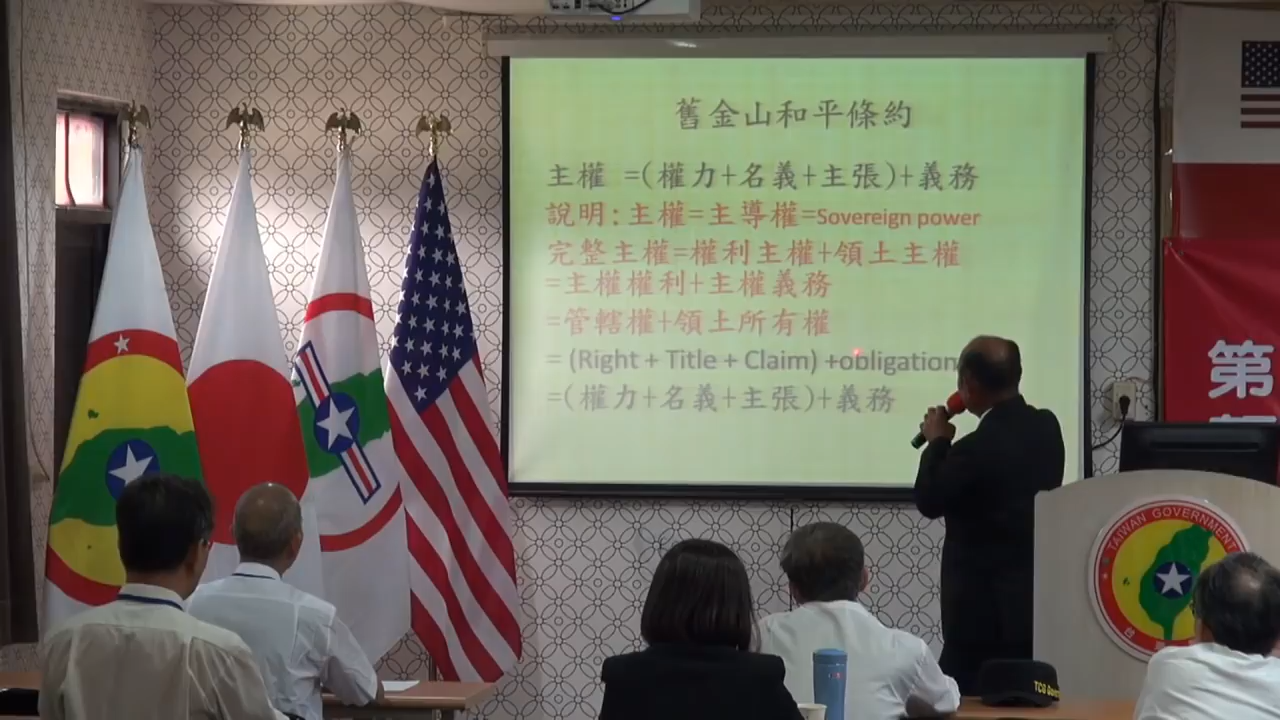 舊金山和平條約
主權 =(權力+名義+主張)+義務
說明:主權=主導權=Sovereign power
完整主權=權利主權+領土主權
=主權權利+主權義務
=管轄權+領土所有權
= (Right + Title + Claim) +obligation
=(權力+名義+主張)+義務
第
TAIWAN GOVERNMENT
TCG